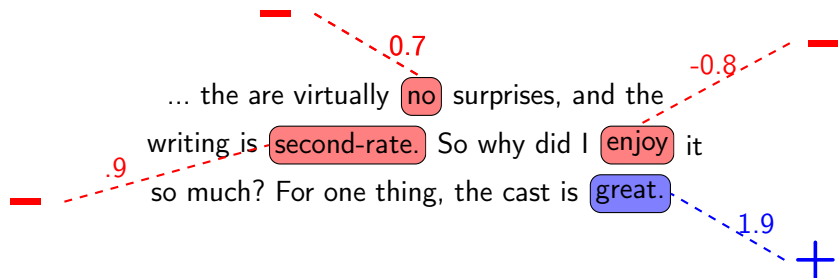 0.7
-0.8
... the are virtually no surprises, and the
writing is second-rate. So why did I enjoy it
.9
so much? For one thing, the cast is great.
1.9